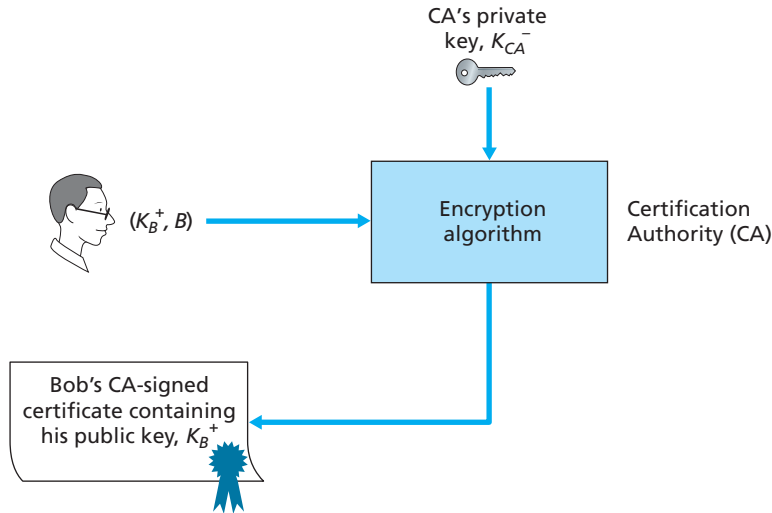 CA's private
key, K_CA^−
(K_B^+, B)
Encryption
algorithm
Certification
Authority (CA)
Bob's CA-signed
certificate containing
his public key, K_B^+